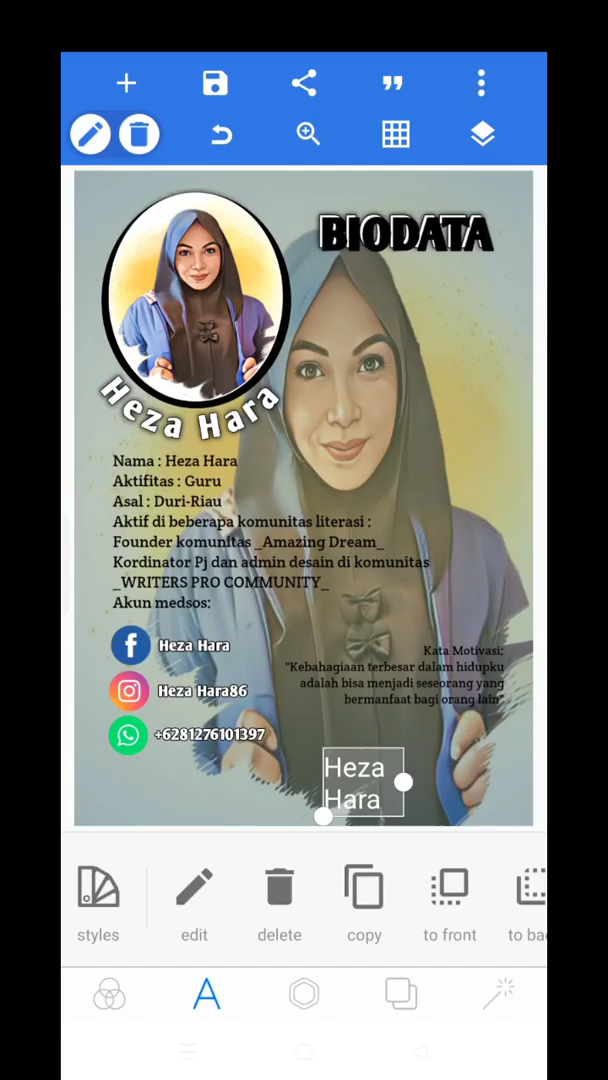 BIODATA
Heza Hara
Nama : Heza Hara
Aktifitas : Guru
Asal : Duri-Riau
Aktif di beberapa komunitas literasi :
Founder komunitas _Amazing Dream_
Kordinator Pj dan admin desain di komunitas
_WRITERS PRO COMMUNITY_
Akun medsos:
Heza Hara
Heza Hara86
+6281276101397
Kata Motivasi:
"Kebahagiaan terbesar dalam hidupku
adalah bisa menjadi seseorang yang
bermanfaat bagi orang lain"
Heza
Hara
styles
edit
delete
copy
to front
to bac